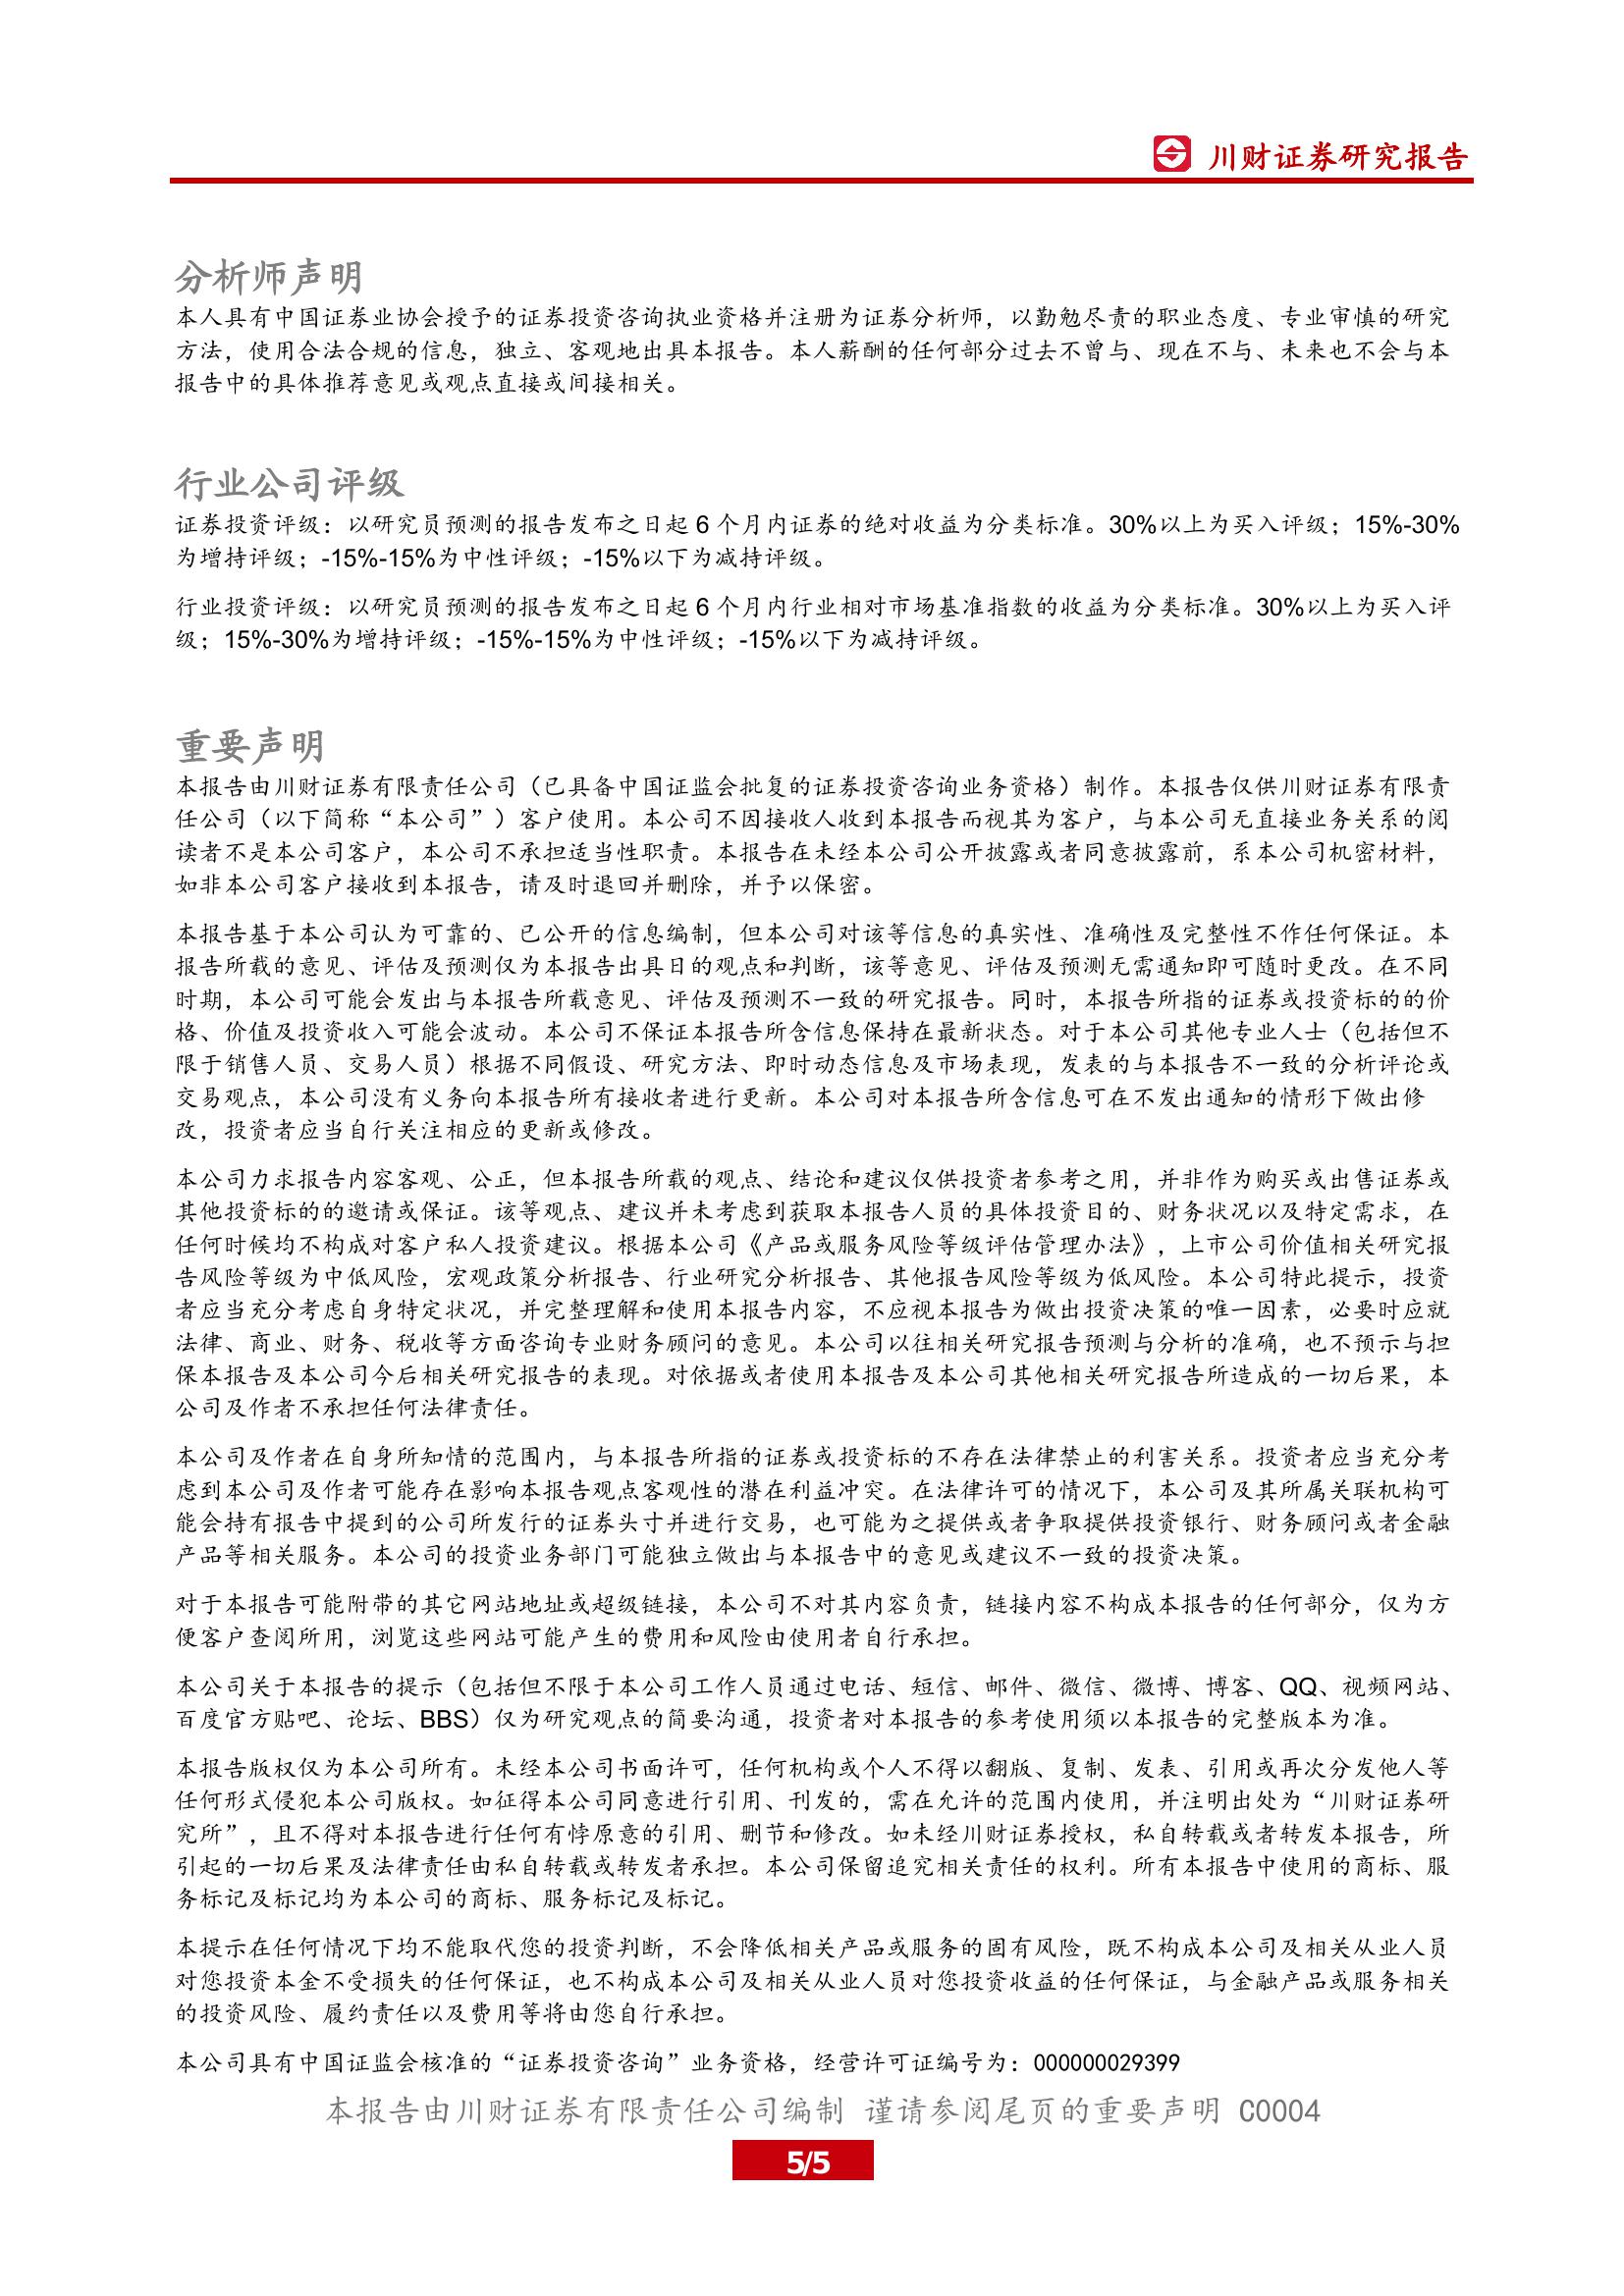 川财证券研究报告
分析师声明
本人具有中国证券业协会授予的证券投资咨询执业资格并注册为证券分析师，以勤勉尽责的职业态度、专业审慎的研究
方法，使用合法合规的信息，独立、客观地出具本报告。本人薪酬的任何部分过去不曾与、现在不与、未来也不会与本
报告中的具体推荐意见或观点直接或间接相关。
行业公司评级
证券投资评级：以研究员预测的报告发布之日起 6 个月内证券的绝对收益为分类标准。30%以上为买入评级；15%-30%
为增持评级；-15%-15%为中性评级；-15%以下为减持评级。
行业投资评级：以研究员预测的报告发布之日起 6 个月内行业相对市场基准指数的收益为分类标准。30%以上为买入评
级；15%-30%为增持评级；-15%-15%为中性评级；-15%以下为减持评级。
重要声明
本报告由川财证券有限责任公司（已具备中国证监会批复的证券投资咨询业务资格）制作。本报告仅供川财证券有限责
任公司（以下简称“本公司”）客户使用。本公司不因接收人收到本报告而视其为客户，与本公司无直接业务关系的阅
读者不是本公司客户，本公司不承担适当性职责。本报告在未经本公司公开披露或者同意披露前，系本公司机密材料，
如非本公司客户接收到本报告，请及时退回并删除，并予以保密。
本报告基于本公司认为可靠的、已公开的信息编制，但本公司对该等信息的真实性、准确性及完整性不作任何保证。本
报告所载的意见、评估及预测仅为本报告出具日的观点和判断，该等意见、评估及预测无需通知即可随时更改。在不同
时期，本公司可能会发出与本报告所载意见、评估及预测不一致的研究报告。同时，本报告所指的证券或投资标的的价
格、价值及投资收入可能会波动。本公司不保证本报告所含信息保持在最新状态。对于本公司其他专业人士（包括但不
限于销售人员、交易人员）根据不同假设、研究方法、即时动态信息及市场表现，发表的与本报告不一致的分析评论或
交易观点，本公司没有义务向本报告所有接收者进行更新。本公司对本报告所含信息可在不发出通知的情形下做出修
改，投资者应当自行关注相应的更新或修改。
本公司力求报告内容客观、公正，但本报告所载的观点、结论和建议仅供投资者参考之用，并非作为购买或出售证券或
其他投资标的的邀请或保证。该等观点、建议并未考虑到获取本报告人员的具体投资目的、财务状况以及特定需求，在
任何时候均不构成对客户私人投资建议。根据本公司《产品或服务风险等级评估管理办法》，上市公司价值相关研究报
告风险等级为中低风险，宏观政策分析报告、行业研究分析报告、其他报告风险等级为低风险。本公司特此提示，投资
者应当充分考虑自身特定状况，并完整理解和使用本报告内容，不应视本报告为做出投资决策的唯一因素，必要时应就
法律、商业、财务、税收等方面咨询专业财务顾问的意见。本公司以往相关研究报告预测与分析的准确，也不预示与担
保本报告及本公司今后相关研究报告的表现。对依据或者使用本报告及本公司其他相关研究报告所造成的一切后果，本
公司及作者不承担任何法律责任。
本公司及作者在自身所知情的范围内，与本报告所指的证券或投资标的不存在法律禁止的利害关系。投资者应当充分考
虑到本公司及作者可能存在影响本报告观点客观性的潜在利益冲突。在法律许可的情况下，本公司及其所属关联机构可
能会持有报告中提到的公司所发行的证券头寸并进行交易，也可能为之提供或者争取提供投资银行、财务顾问或者金融
产品等相关服务。本公司的投资业务部门可能独立做出与本报告中的意见或建议不一致的投资决策。
对于本报告可能附带的其它网站地址或超级链接，本公司不对其内容负责，链接内容不构成本报告的任何部分，仅为方
便客户查阅所用，浏览这些网站可能产生的费用和风险由使用者自行承担。
本公司关于本报告的提示（包括但不限于本公司工作人员通过电话、短信、邮件、微信、微博、博客、QQ、视频网站、
百度官方贴吧、论坛、BBS）仅为研究观点的简要沟通，投资者对本报告的参考使用须以本报告的完整版本为准。
本报告版权仅为本公司所有。未经本公司书面许可，任何机构或个人不得以翻版、复制、发表、引用或再次分发他人等
任何形式侵犯本公司版权。如征得本公司同意进行引用、刊发的，需在允许的范围内使用，并注明出处为“川财证券研
究所”，且不得对本报告进行任何有悖原意的引用、删节和修改。如未经川财证券授权，私自转载或者转发本报告，所
引起的一切后果及法律责任由私自转载或转发者承担。本公司保留追究相关责任的权利。所有本报告中使用的商标、服
务标记及标记均为本公司的商标、服务标记及标记。
本提示在任何情况下均不能取代您的投资判断，不会降低相关产品或服务的固有风险，既不构成本公司及相关从业人员
对您投资本金不受损失的任何保证，也不构成本公司及相关从业人员对您投资收益的任何保证，与金融产品或服务相关
的投资风险、履约责任以及费用等将由您自行承担。
本公司具有中国证监会核准的“证券投资咨询”业务资格，经营许可证编号为：000000029399
本报告由川财证券有限责任公司编制 谨请参阅尾页的重要声明 C0004
5/5